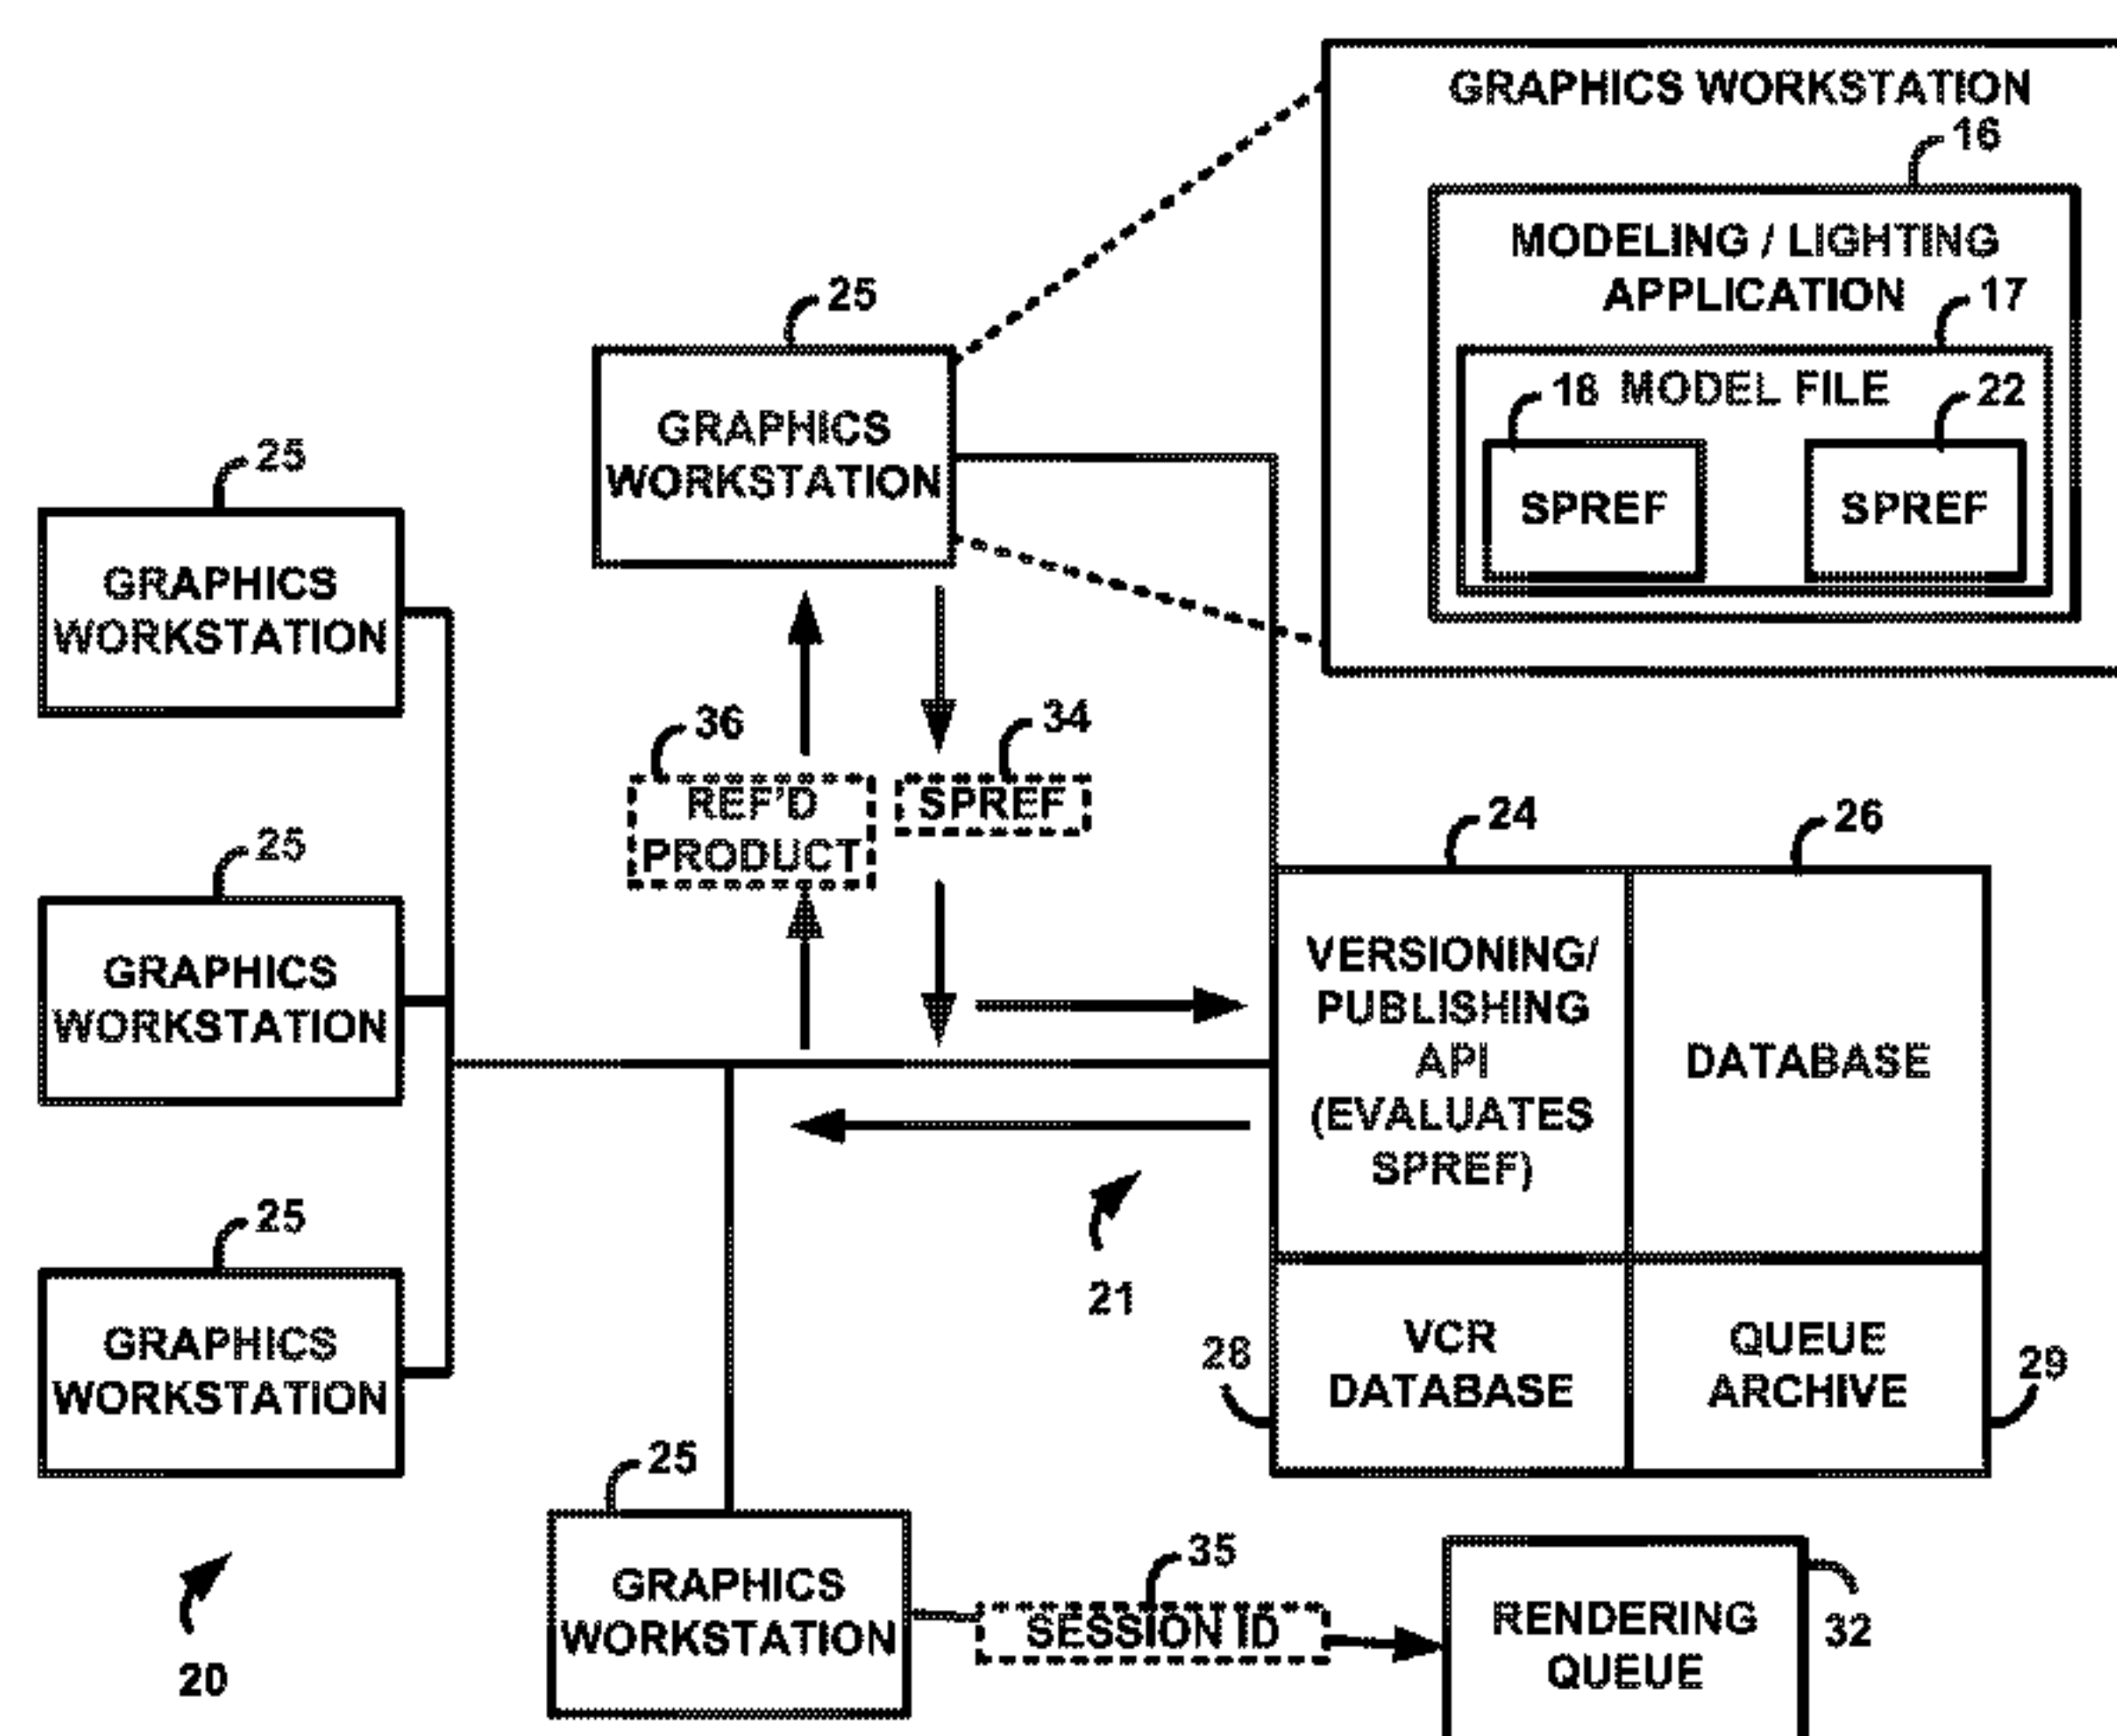 GRAPHICS WORKSTATION
16
MODELING / LIGHTING
APPLICATION
17
18 MODEL FILE
22
SPREF
SPREF
25
GRAPHICS
WORKSTATION
25
GRAPHICS
WORKSTATION
36
REF'D
PRODUCT
34
SPREF
25
GRAPHICS
WORKSTATION
24
VERSIONING/
PUBLISHING
API
(EVALUATES
SPREF)
26
DATABASE
21
25
GRAPHICS
WORKSTATION
28
VCR
DATABASE
QUEUE
ARCHIVE
29
25
GRAPHICS
WORKSTATION
35
SESSION ID
RENDERING
QUEUE
32
20